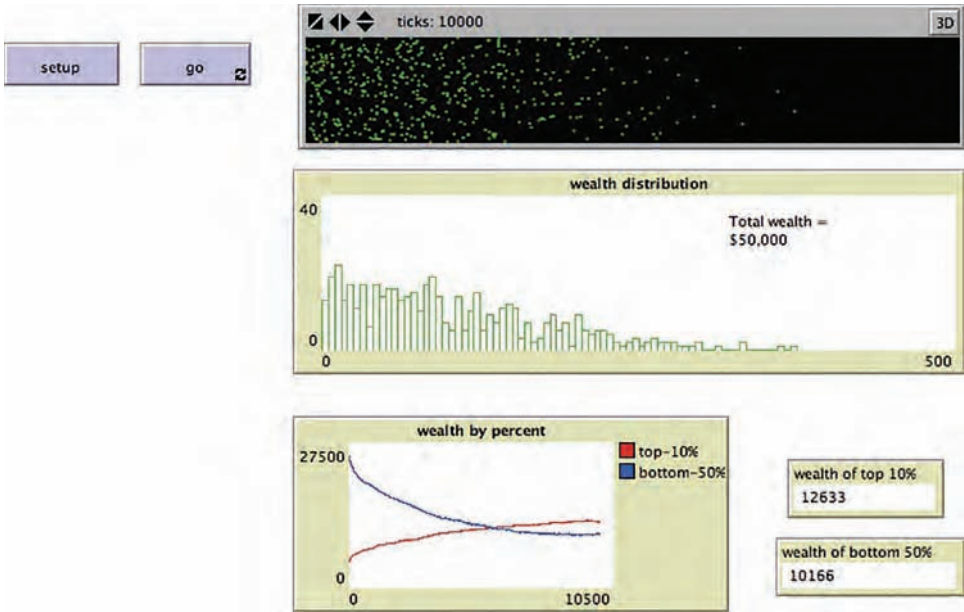 setup
go
ticks: 10000
3D
wealth distribution
40
0
0
500
Total wealth =
$50,000
wealth by percent
27500
0
0
10500
top-10%
bottom-50%
wealth of top 10%
12633
wealth of bottom 50%
10166